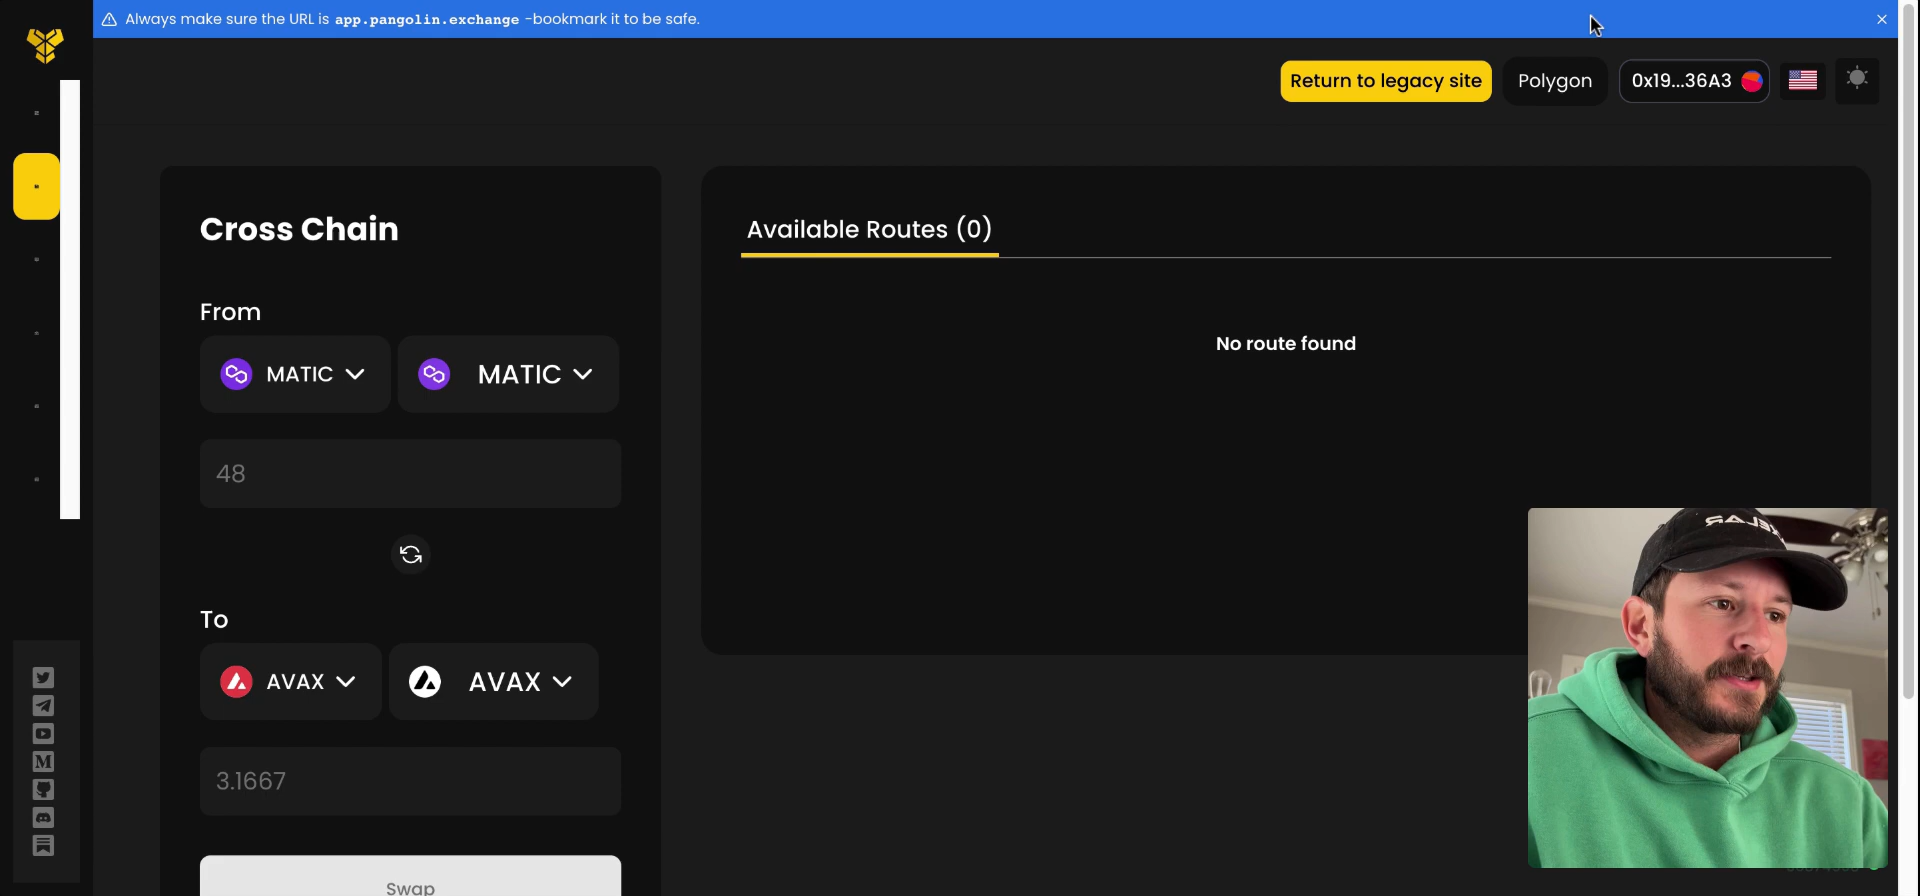 Always make sure the URL is app.pangolin.exchange -bookmark it to be safe.
Return to legacy site
Polygon
0x19...36A3
Cross Chain
From
MATIC
MATIC
48
To
AVAX
AVAX
3.1667
Swap
Available Routes (0)
No route found